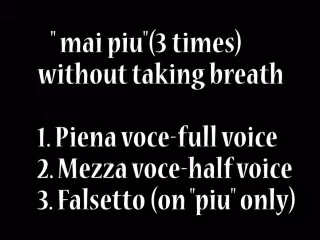 " mai piu"(3 times)
without taking breath
1. Piena voce-full voice
2. Mezza voce-half voice
3. Falsetto (on "piu" only)